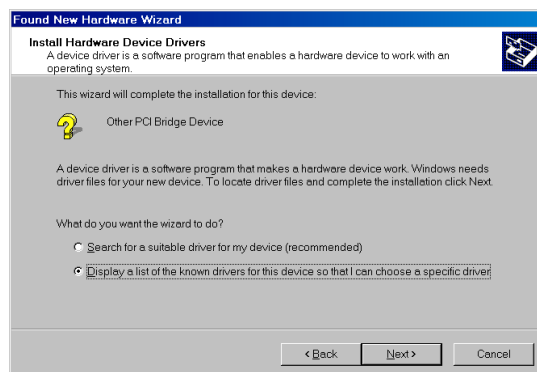 Found New Hardware Wizard
Install Hardware Device Drivers
A device driver is a software program that enables a hardware device to work with an
operating system.
This wizard will complete the installation for this device:
Other PCI Bridge Device
A device driver is a software program that makes a hardware device work. Windows needs
driver files for your new device. To locate driver files and complete the installation click Next.
What do you want the wizard to do?
Search for a suitable driver for my device (recommended)
Display a list of the known drivers for this device so that I can choose a specific driver
< Back Next > Cancel